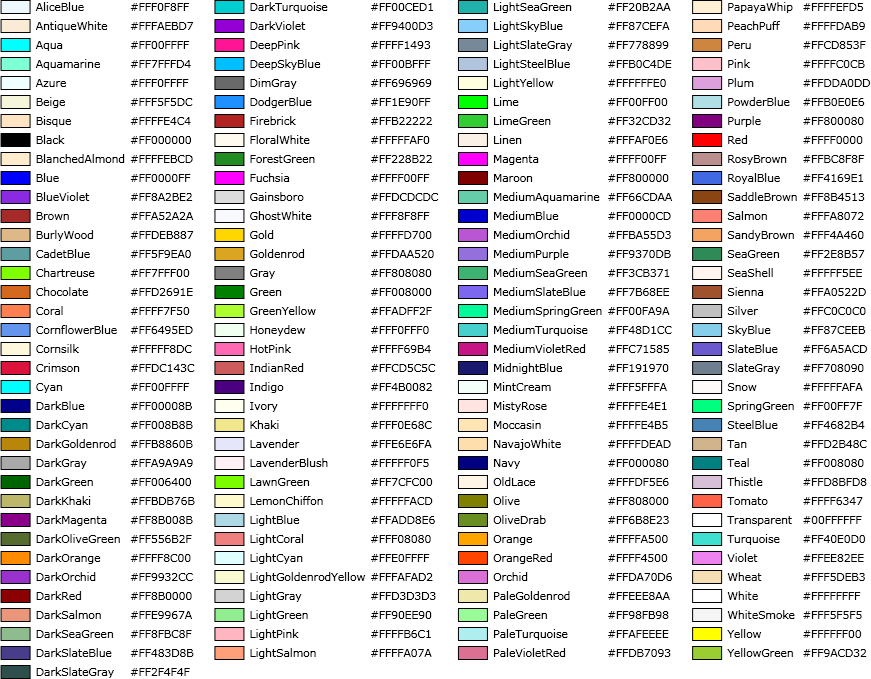 AliceBlue #FFF0F8FF
AntiqueWhite #FFFAEBD7
Aqua #FF00FFFF
Aquamarine #FF7FFFD4
Azure #FFF0FFFF
Beige #FFF5F5DC
Bisque #FFFFE4C4
Black #FF000000
BlanchedAlmond #FFFFEBCD
Blue #FF0000FF
BlueViolet #FF8A2BE2
Brown #FFA52A2A
BurlyWood #FFDEB887
CadetBlue #FF5F9EA0
Chartreuse #FF7FFF00
Chocolate #FFD2691E
Coral #FFFF7F50
CornflowerBlue #FF6495ED
Cornsilk #FFFFF8DC
Crimson #FFDC143C
Cyan #FF00FFFF
DarkBlue #FF00008B
DarkCyan #FF008B8B
DarkGoldenrod #FFB8860B
DarkGray #FFA9A9A9
DarkGreen #FF006400
DarkKhaki #FFBDB76B
DarkMagenta #FF8B008B
DarkOliveGreen #FF556B2F
DarkOrange #FFFF8C00
DarkOrchid #FF9932CC
DarkRed #FF8B0000
DarkSalmon #FFE9967A
DarkSeaGreen #FF8FBC8F
DarkSlateBlue #FF483D8B
DarkSlateGray #FF2F4F4F
DarkTurquoise #FF00CED1
DarkViolet #FF9400D3
DeepPink #FFFF1493
DeepSkyBlue #FF00BFFF
DimGray #FF696969
DodgerBlue #FF1E90FF
Firebrick #FFB22222
FloralWhite #FFFFFAF0
ForestGreen #FF228B22
Fuchsia #FFFF00FF
Gainsboro #FFDCDCDC
GhostWhite #FFF8F8FF
Gold #FFFFD700
Goldenrod #FFDAA520
Gray #FF808080
Green #FF008000
GreenYellow #FFADFF2F
Honeydew #FFF0FFF0
HotPink #FFFF69B4
IndianRed #FFCD5C5C
Indigo #FF4B0082
Ivory #FFFFFFF0
Khaki #FFF0E68C
Lavender #FFE6E6FA
LavenderBlush #FFFFF0F5
LawnGreen #FF7CFC00
LemonChiffon #FFFFFACD
LightBlue #FFADD8E6
LightCoral #FFF08080
LightCyan #FFE0FFFF
LightGoldenrodYellow #FFFAFAD2
LightGray #FFD3D3D3
LightGreen #FF90EE90
LightPink #FFFFB6C1
LightSalmon #FFFFA07A
LightSeaGreen #FF20B2AA
LightSkyBlue #FF87CEFA
LightSlateGray #FF778899
LightSteelBlue #FFB0C4DE
LightYellow #FFFFFFE0
Lime #FF00FF00
LimeGreen #FF32CD32
Linen #FFFAF0E6
Magenta #FFFF00FF
Maroon #FF800000
MediumAquamarine #FF66CDAA
MediumBlue #FF0000CD
MediumOrchid #FFBA55D3
MediumPurple #FF9370DB
MediumSeaGreen #FF3CB371
MediumSlateBlue #FF7B68EE
MediumSpringGreen #FF00FA9A
MediumTurquoise #FF48D1CC
MediumVioletRed #FFC71585
MidnightBlue #FF191970
MintCream #FFF5FFFA
MistyRose #FFFFE4E1
Moccasin #FFFFE4B5
NavajoWhite #FFFFDEAD
Navy #FF000080
OldLace #FFFDF5E6
Olive #FF808000
OliveDrab #FF6B8E23
Orange #FFFFA500
OrangeRed #FFFF4500
Orchid #FFDA70D6
PaleGoldenrod #FFEEE8AA
PaleGreen #FF98FB98
PaleTurquoise #FFAFEEEE
PaleVioletRed #FFDB7093
PapayaWhip #FFFFEFD5
PeachPuff #FFFFDAB9
Peru #FFCD853F
Pink #FFFFC0CB
Plum #FFDDA0DD
PowderBlue #FFB0E0E6
Purple #FF800080
Red #FFFF0000
RosyBrown #FFBC8F8F
RoyalBlue #FF4169E1
SaddleBrown #FF8B4513
Salmon #FFFA8072
SandyBrown #FFF4A460
SeaGreen #FF2E8B57
SeaShell #FFFFF5EE
Sienna #FFA0522D
Silver #FFC0C0C0
SkyBlue #FF87CEEB
SlateBlue #FF6A5ACD
SlateGray #FF708090
Snow #FFFFFAFA
SpringGreen #FF00FF7F
SteelBlue #FF4682B4
Tan #FFD2B48C
Teal #FF008080
Thistle #FFD8BFD8
Tomato #FFFF6347
Transparent #00FFFFFF
Turquoise #FF40E0D0
Violet #FFEE82EE
Wheat #FFF5DEB3
White #FFFFFFFF
WhiteSmoke #FFF5F5F5
Yellow #FFFFFF00
YellowGreen #FF9ACD32